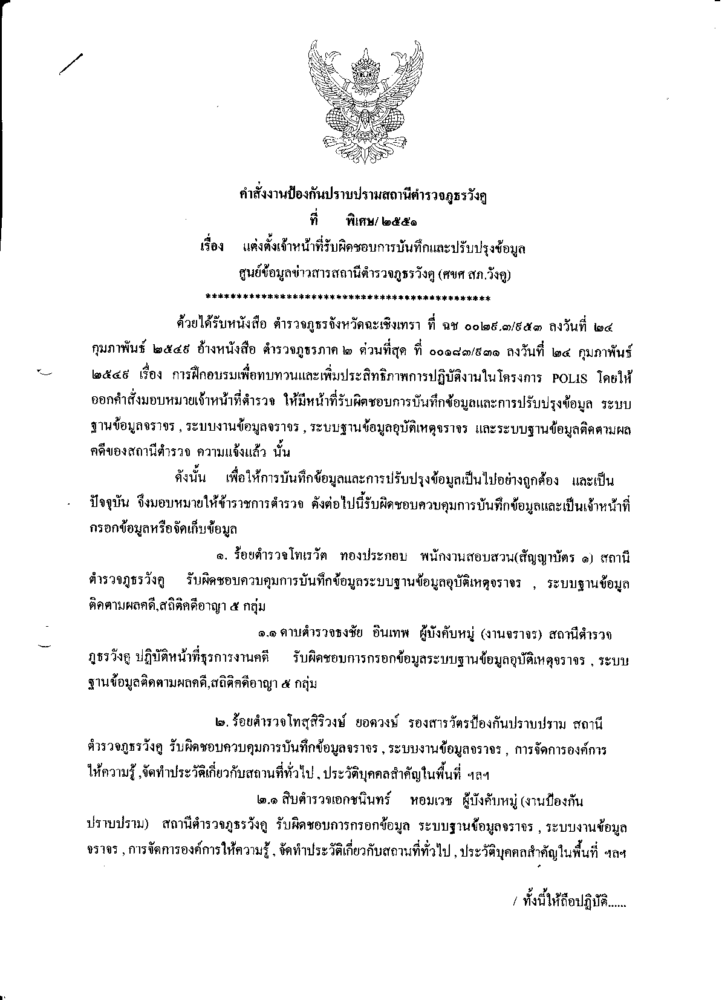 คำสั่งงานป้องกันปราบปรามสถานีตำรวจภูธรวังคู
ที่ พิเศษ/๒๕๕๑
เรื่อง แต่งตั้งเจ้าหน้าที่รับผิดชอบการบันทึกและปรับปรุงข้อมูล
ศูนย์ข้อมูลข่าวสารสถานีตำรวจภูธรวังคู (ศขศ สภ.วังคู)
**********************************************
ด้วยได้รับหนังสือ ตำรวจภูธรจังหวัดฉะเชิงเทรา ที่ ฉช ๐๐๒๙.๓/๙๕๓ ลงวันที่ ๒๔
กุมภาพันธ์ ๒๕๔๙ อ้างหนังสือ ตำรวจภูธรภาค ๒ ด่วนที่สุด ที่ ๐๐๑๘๓/๙๓๑ ลงวันที่ ๒๔ กุมภาพันธ์
๒๕๔๙ เรื่อง การฝึกอบรมเพื่อทบทวนและเพิ่มประสิทธิภาพการปฏิบัติงานในโครงการ POLIS โดยให้
ออกคำสั่งมอบหมายเจ้าหน้าที่ตำรวจ ให้มีหน้าที่รับผิดชอบการบันทึกข้อมูลและการปรับปรุงข้อมูล ระบบ
ฐานข้อมูลจราจร , ระบบงานข้อมูลจราจร , ระบบฐานข้อมูลอุบัติเหตุจราจร และระบบฐานข้อมูลติดตามผล
คดีของสถานีตำรวจ ความแจ้งแล้ว นั้น
ดังนั้น เพื่อให้การบันทึกข้อมูลและการปรับปรุงข้อมูลเป็นไปอย่างถูกต้อง และเป็น
ปัจจุบัน จึงมอบหมายให้ข้าราชการตำรวจ ดังต่อไปนี้รับผิดชอบควบคุมการบันทึกข้อมูลและเป็นเจ้าหน้าที่
กรอกข้อมูลหรือจัดเก็บข้อมูล
๑. ร้อยตำรวจโทเรวัต ทองประกอบ พนักงานสอบสวน(สัญญาบัตร ๑) สถานี
ตำรวจภูธรวังคู รับผิดชอบควบคุมการบันทึกข้อมูลระบบฐานข้อมูลอุบัติเหตุจราจร , ระบบฐานข้อมูล
ติดตามผลคดี,สถิติคดีอาญา ๕ กลุ่ม
๑.๑ ดาบตำรวจธงชัย อินเทพ ผู้บังคับหมู่ (งานจราจร) สถานีตำรวจ
ภูธรวังคู ปฏิบัติหน้าที่ธุรการงานคดี รับผิดชอบการกรอกข้อมูลระบบฐานข้อมูลอุบัติเหตุจราจร , ระบบ
ฐานข้อมูลติดตามผลคดี,สถิติคดีอาญา ๕ กลุ่ม
๒. ร้อยตำรวจโทสุสิริวงษ์ ยอดวงษ์ รองสารวัตรป้องกันปราบปราม สถานี
ตำรวจภูธรวังคู รับผิดชอบควบคุมการบันทึกข้อมูลจราจร , ระบบงานข้อมูลจราจร , การจัดการองค์การ
ให้ความรู้ ,จัดทำประวัติเกี่ยวกับสถานที่ทั่วไป , ประวัติบุคคลสำคัญในพื้นที่ ฯลฯ
๒.๑ สิบตำรวจเอกชนินทร์ หอมเวช ผู้บังคับหมู่ (งานป้องกัน
ปราบปราม) สถานีตำรวจภูธรวังคู รับผิดชอบการกรอกข้อมูล ระบบฐานข้อมูลจราจร , ระบบงานข้อมูล
จราจร , การจัดการองค์การให้ความรู้ , จัดทำประวัติเกี่ยวกับสถานที่ทั่วไป , ประวัติบุคคลสำคัญในพื้นที่ ฯลฯ
/ ทั้งนี้ให้ถือปฏิบัติ......